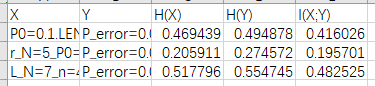 X Y H(X) H(Y) I(X;Y)
P0=0.1.LEN P_error=0.0 0.469439 0.494878 0.416026
r_N=5_P0= P_error=0.0 0.205911 0.274572 0.195701
L_N=7_n=4 P_error=0.0 0.517796 0.554745 0.482525